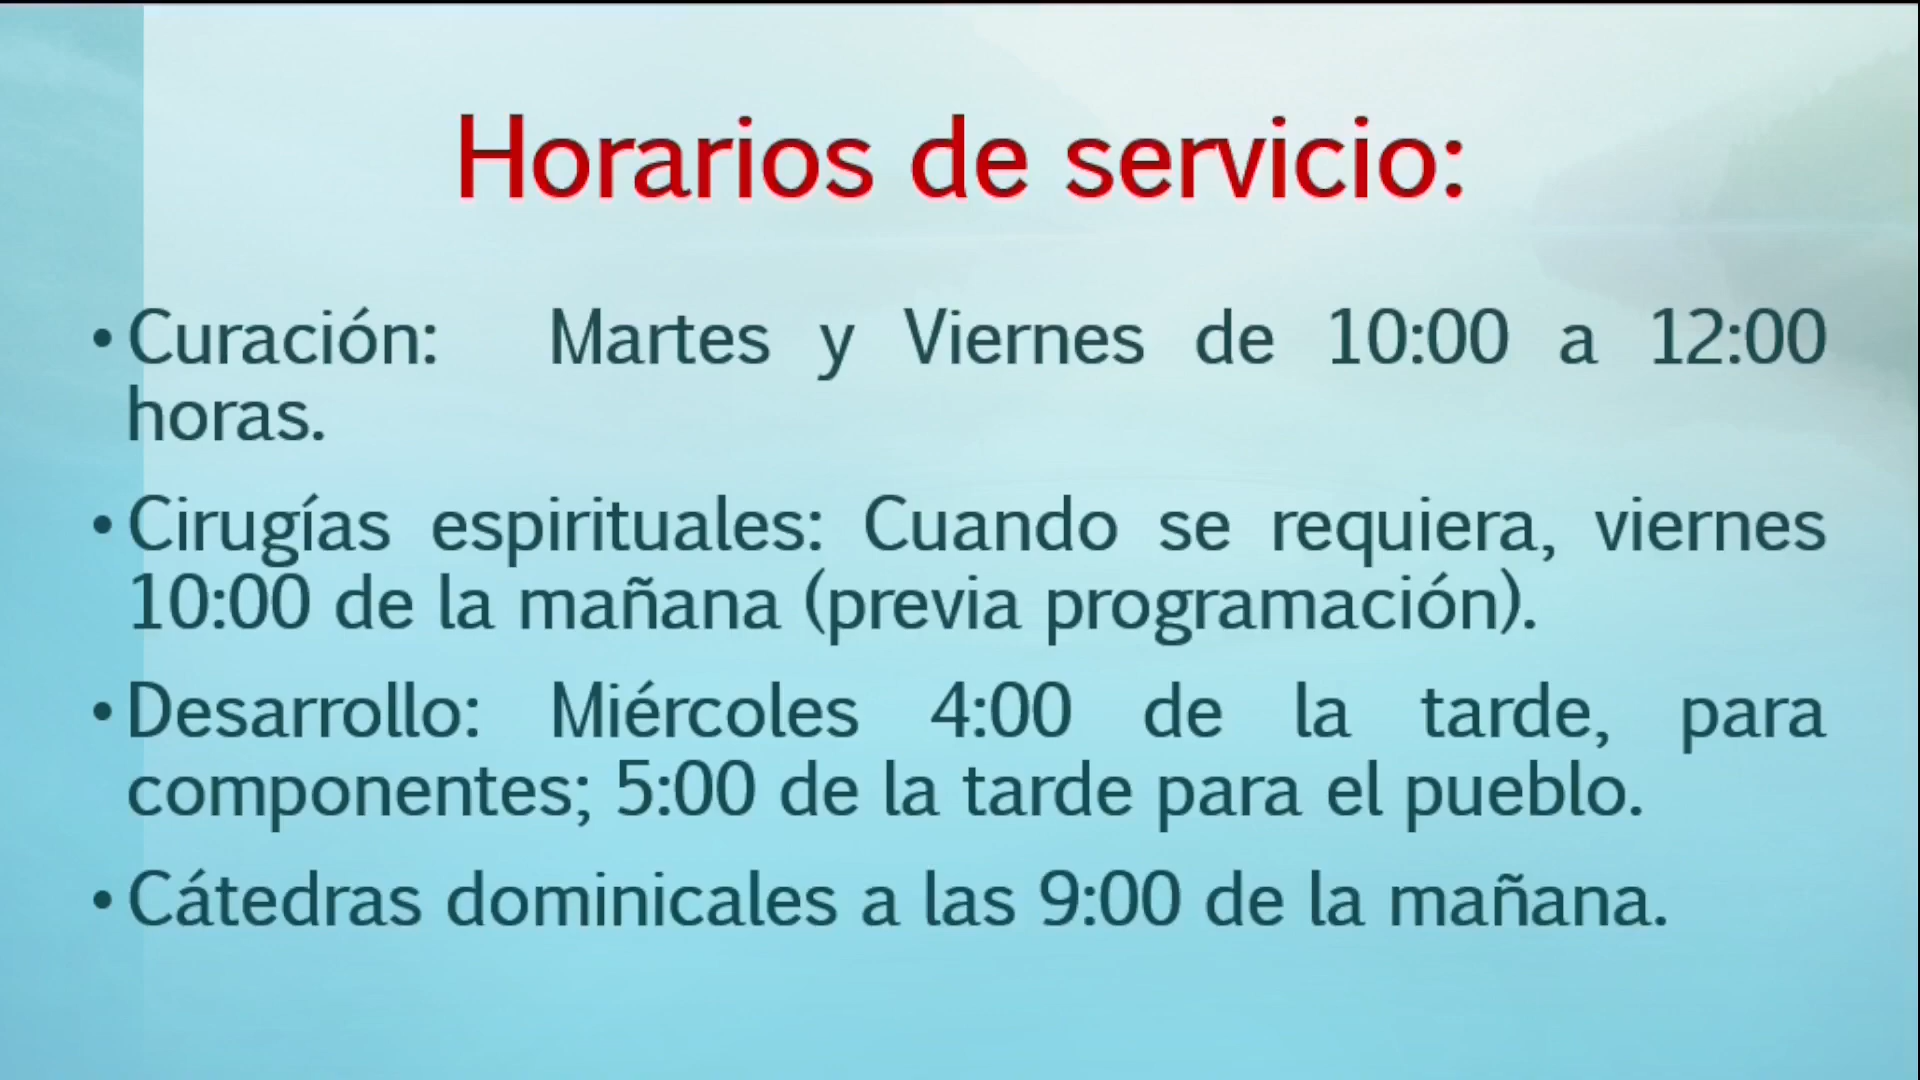 Horarios de servicio:
• Curación: Martes y Viernes de 10:00 a 12:00
horas.
• Cirugías espirituales: Cuando se requiera, viernes
10:00 de la mañana (previa programación).
• Desarrollo: Miércoles 4:00 de la tarde, para
componentes; 5:00 de la tarde para el pueblo.
• Cátedras dominicales a las 9:00 de la mañana.